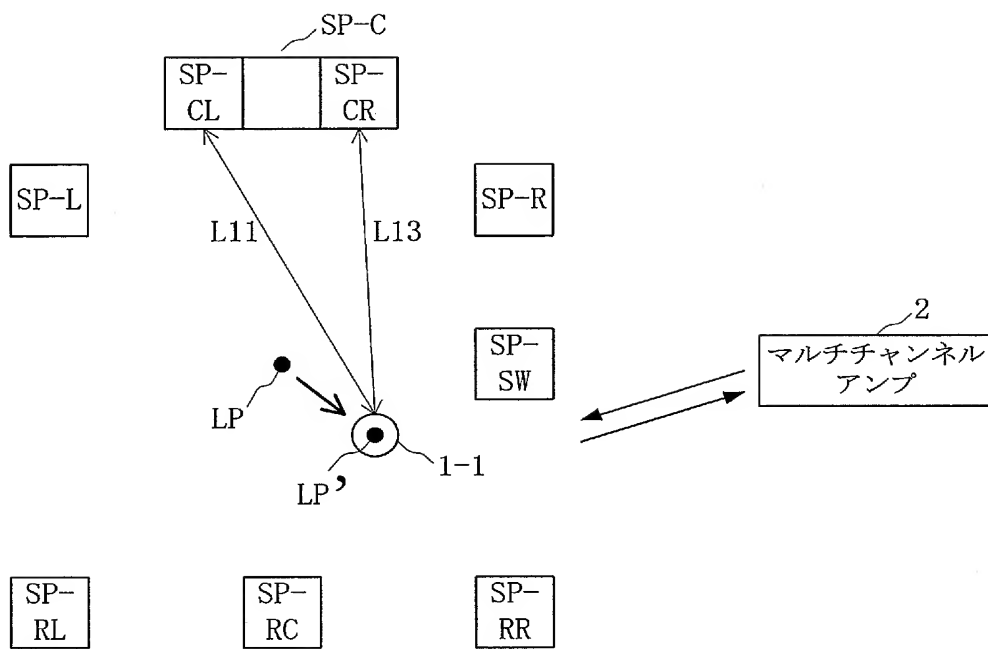 SP-C
SP-
CL
SP-
CR
SP-L
SP-R
L11
L13
2
マルチチャンネル
アンプ
SP-
SW
LP
1-1
LP’
SP-
RL
SP-
RC
SP-
RR